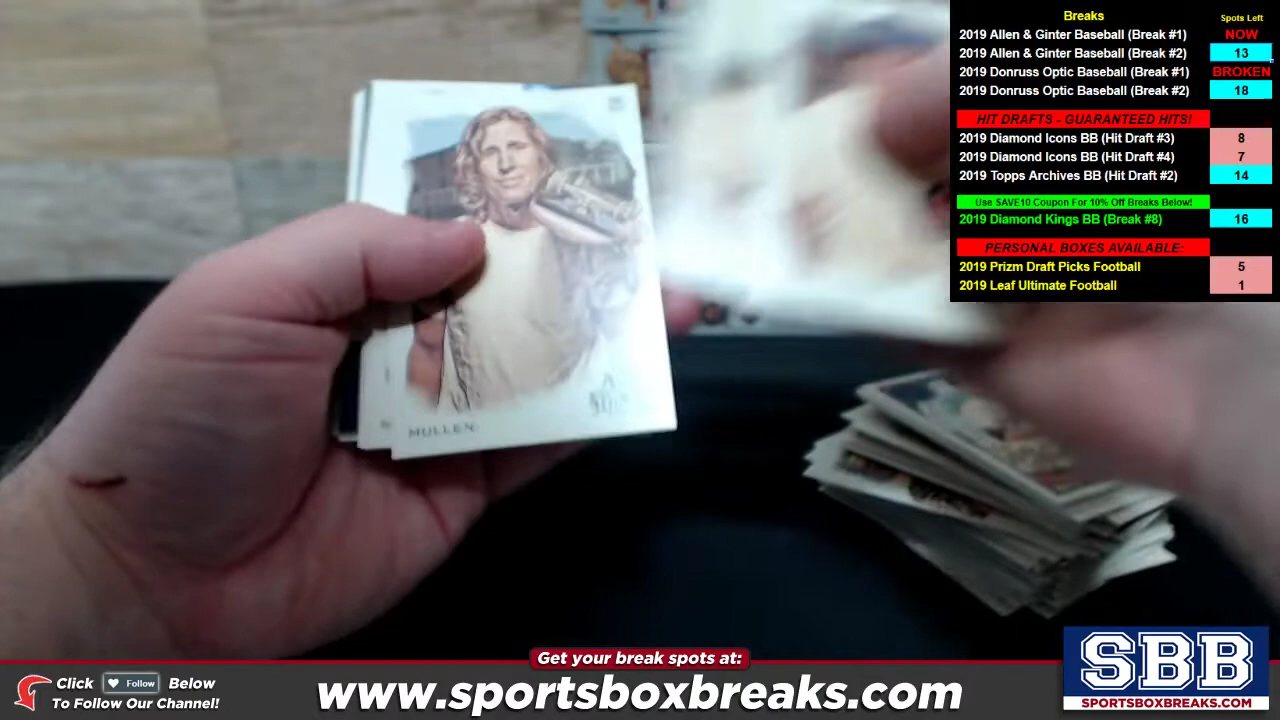 Breaks
Spots Left
2019 Allen & Ginter Baseball (Break #1) NOW
2019 Allen & Ginter Baseball (Break #2) 13
2019 Donruss Optic Baseball (Break #1) BROKEN
2019 Donruss Optic Baseball (Break #2) 18
HIT DRAFTS - GUARANTEED HITS!
2019 Diamond Icons BB (Hit Draft #3) 8
2019 Diamond Icons BB (Hit Draft #4) 7
2019 Topps Archives BB (Hit Draft #2) 14
Use SAVE10 Coupon For 10% Off Breaks Below!
2019 Diamond Kings BB (Break #8) 16
PERSONAL BOXES AVAILABLE:
2019 Prizm Draft Picks Football 5
2019 Leaf Ultimate Football 1
MULLEN
Get your break spots at:
Click Follow Below
To Follow Our Channel!
www.sportsboxbreaks.com
SBB
SPORTSBOXBREAKS.COM